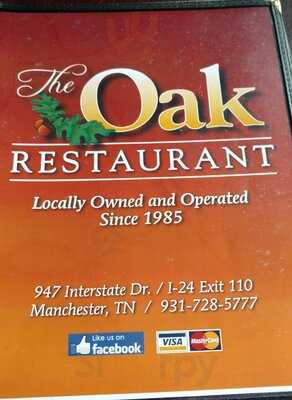 The
Oak
RESTAURANT
Locally Owned and Operated
Since 1985
947 Interstate Dr. / I-24 Exit 110
Manchester, TN / 931-728-5777
Like us on
facebook
VISA
MasterCard